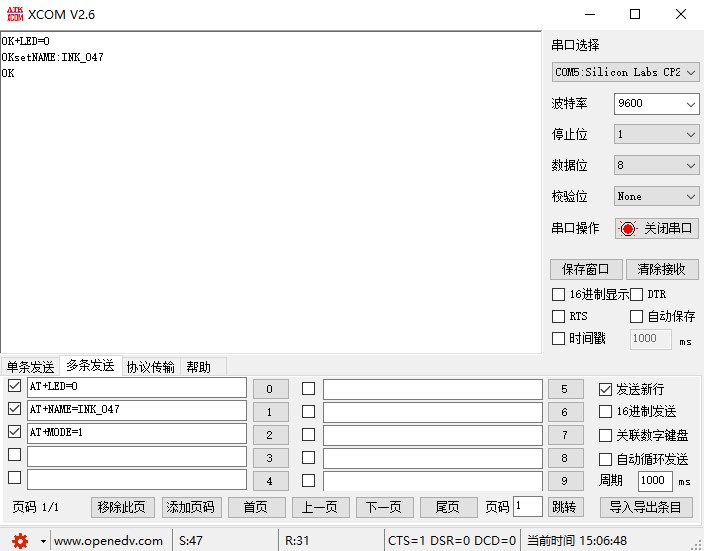 ATK
XCOM XCOM V2.6
OK+LED=0
OKsetNAME:INK_047
OK
串口选择
COM5:Silicon Labs CP2
波特率 9600
停止位 1
数据位 8
校验位 None
串口操作 关闭串口
保存窗口 清除接收
16进制显示 DTR
RTS 自动保存
时间戳 1000 ms
单条发送 多条发送 协议传输 帮助
AT+LED=0 0 5 发送新行
AT+NAME=INK_047 1 6 16进制发送
AT+MODE=1 2 7 关联数字键盘
3 8 自动循环发送
4 9 周期 1000 ms
页码 1/1 移除此页 添加页码 首页 上一页 下一页 尾页 页码 1 跳转 导入导出条目
www.openedv.com S:47 R:31 CTS=1 DSR=0 DCD=0 当前时间 15:06:48